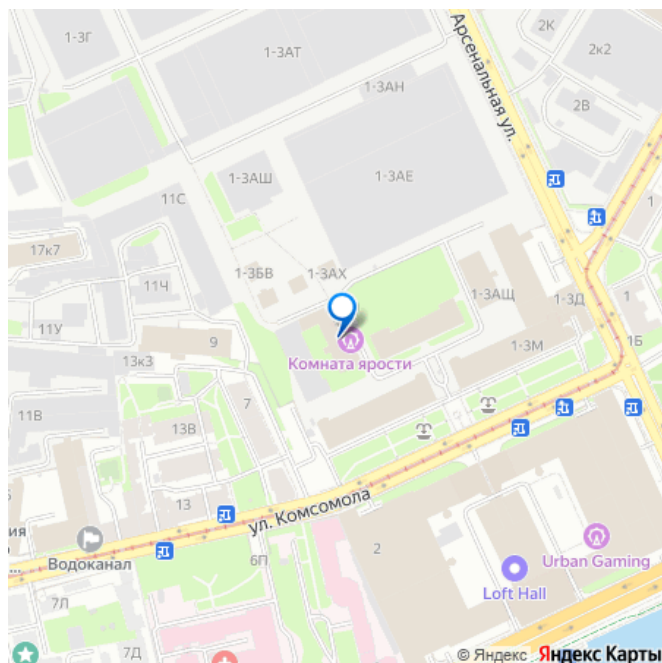 1-3Г
1-3АТ
2К
2к2
1-3АН
Арсенальная ул.
2В
1-3АШ
1-3АЕ
11С
1
17к7
1-3БВ
1-3АХ
11Ч
1-3АЩ
1-3Д
1
11У
9
1Б
13к3
Комната ярости
1-3М
7
11В
13В
13
ул. Комсомола
ия
...
Водоканал
6П
2
Urban Gaming
Loft Hall
7Л
7Д
© Яндекс Яндекс Карты